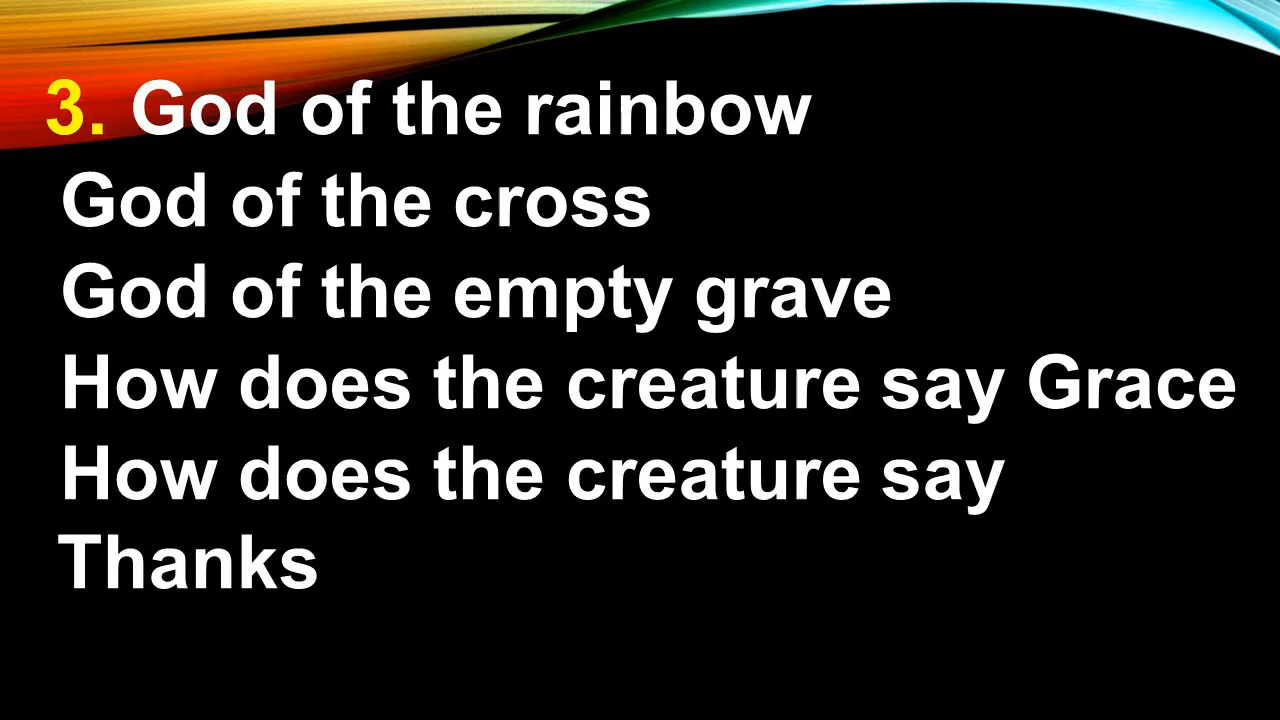 3. God of the rainbow
God of the cross
God of the empty grave
How does the creature say Grace
How does the creature say
Thanks